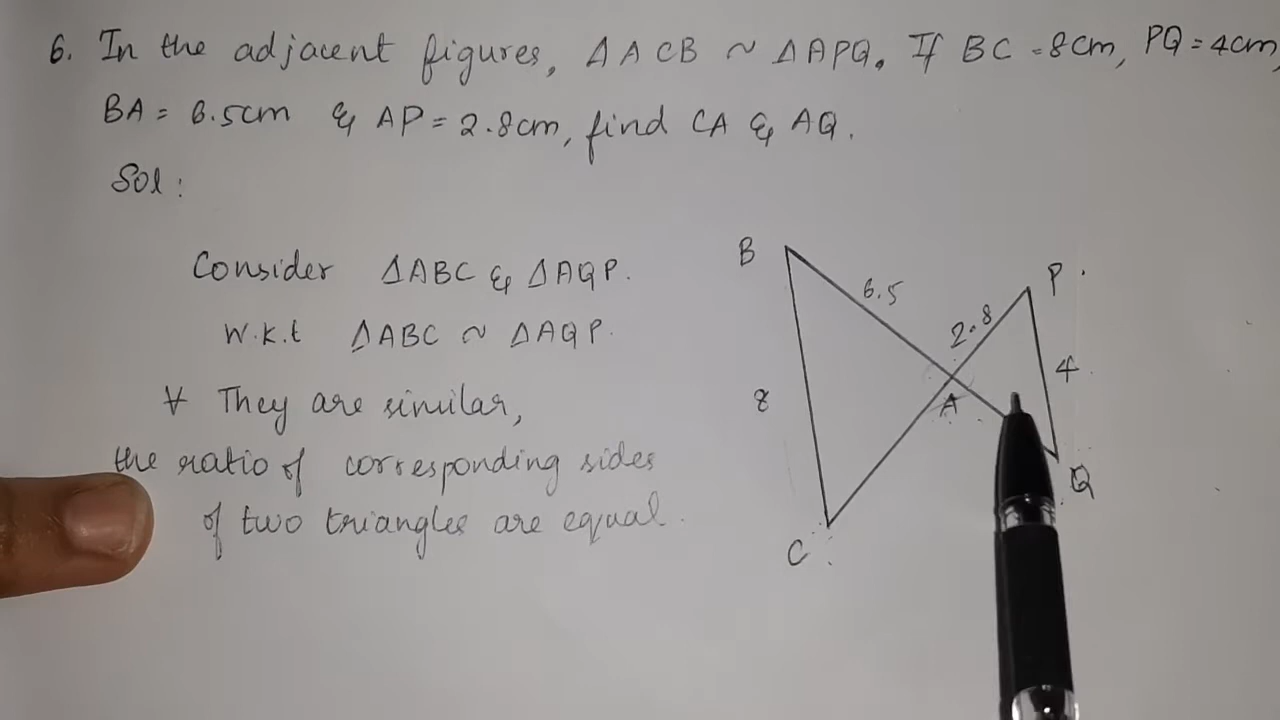 6. In the adjacent figures, ΔACB ~ ΔAPQ. If BC = 8cm, PQ = 4cm,
BA = 6.5cm & AP = 2.8cm, find CA & AQ.
Sol:
Consider ΔABC & ΔAQP.
W.k.t ΔABC ~ ΔAQP.
∀ They are similar,
the ratio of corresponding sides
of two triangles are equal.
B
6.5
P
2.8
4
8
A
Q
C